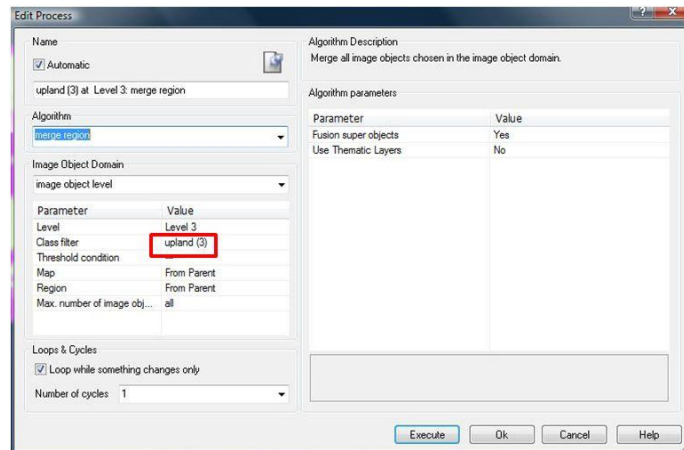 Edit Process
Name
Automatic
upland (3) at Level 3: merge region
Algorithm
merge region
Image Object Domain
image object level
Parameter Value
Level Level 3
Class filter upland (3)
Threshold condition
Map From Parent
Region From Parent
Max. number of image obj... all
Loops & Cycles
Loop while something changes only
Number of cycles 1
Algorithm Description
Merge all image objects chosen in the image object domain.
Algorithm parameters
Parameter Value
Fusion super objects Yes
Use Thematic Layers No
Execute Ok Cancel Help